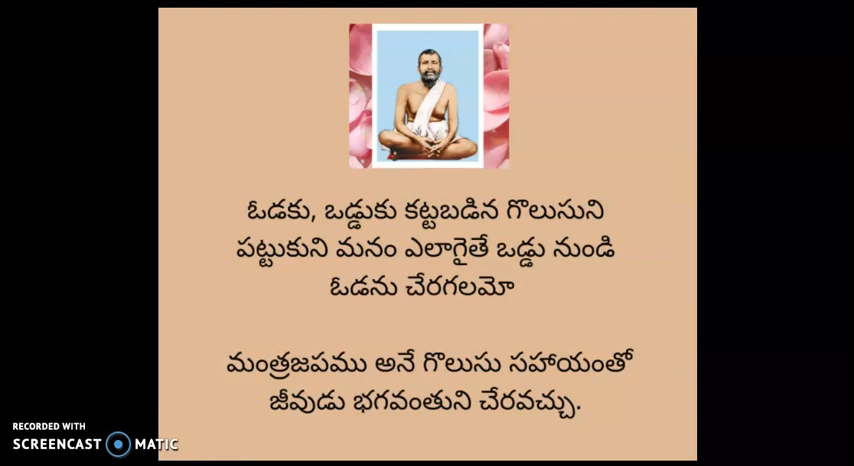 ఓడకు, ఒడ్డుకు కట్టబడిన గొలుసుని
పట్టుకుని మనం ఎలాగైతే ఒడ్డు నుండి
ఓడను చేరగలమో
మంత్రజపము అనే గొలుసు సహాయంతో
జీవుడు భగవంతుని చేరవచ్చు.
RECORDED WITH
SCREENCAST MATIC